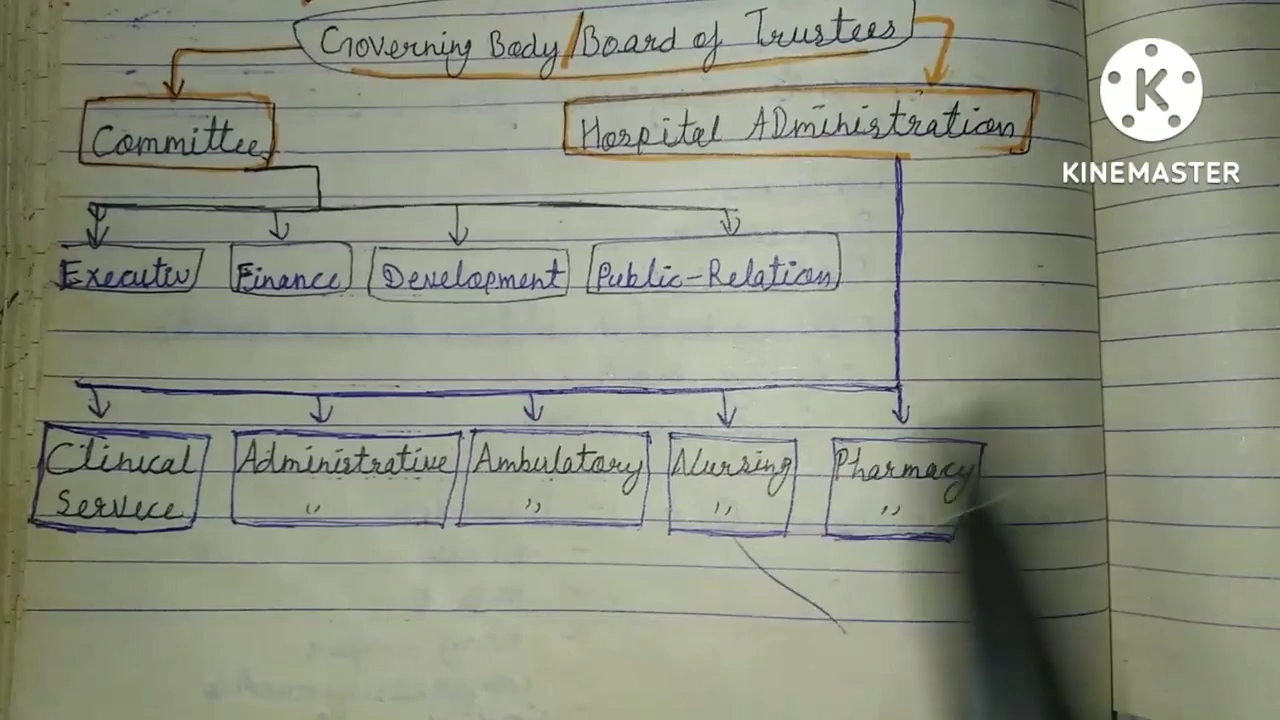 Governing Body/Board of Trustees
Committee
Hospital ADministration
Executiv
Finance
Development
Public-Relation
Clinical
Service
Administrative
,,
Ambulatory
,,
Nursing
,,
Pharmacy
,,
K
KINEMASTER